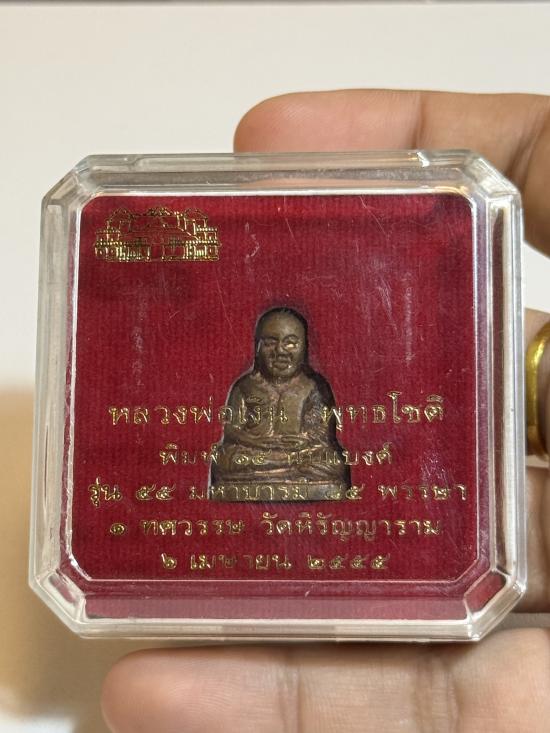 หลวงพ่อเงิน พุทธโชติ
พิมพ์ ๑๕ นับแบงค์
รุ่น ๕๕ มหาบารมี ๘๕ พรรษา
๑ ทศวรรษ วัดหิรัญญาราม
๖ เมษายน ๒๕๕๕